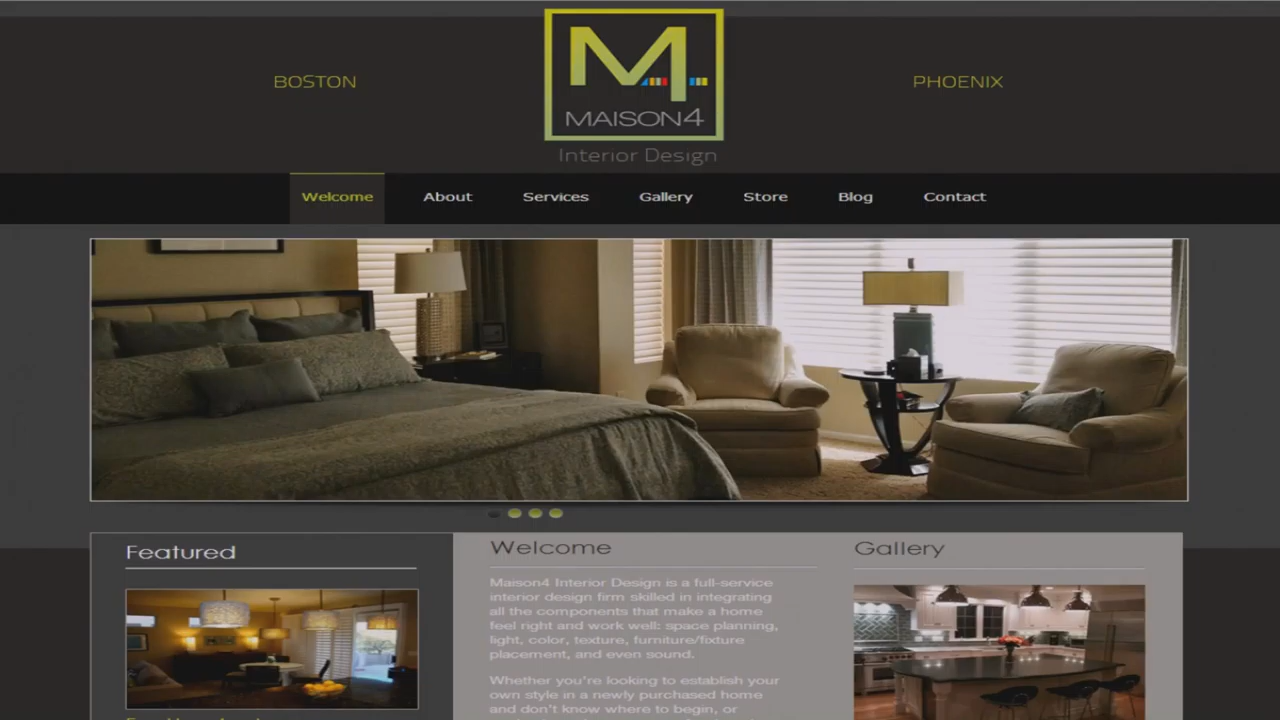 BOSTON
M4
MAISON4
PHOENIX
Interior Design
Welcome
About
Services
Gallery
Store
Blog
Contact
Featured
Welcome
Maison4 Interior Design is a full-service
interior design firm skilled in integrating
all the components that make a home
feel right and work well: space planning,
light, color, texture, furniture/fixture
placement, and even sound.
Whether you're looking to establish your
own style in a newly purchased home
and don't know where to begin, or
Gallery